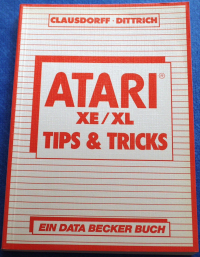 CLAUSDORFF · DITTRICH
ATARI®
XE/XL
TIPS & TRICKS
EIN DATA BECKER BUCH